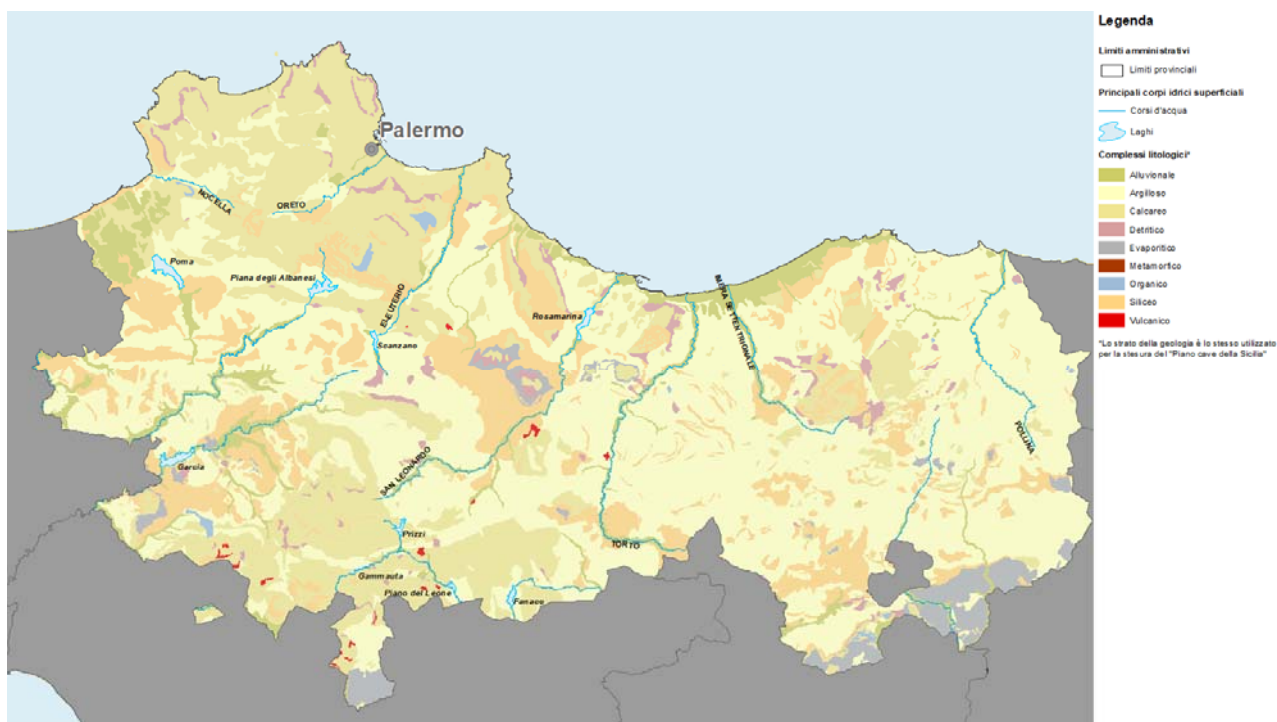 Legenda
Limiti amministrativi
Limiti provinciali
Principali corpi idrici superficiali
Corsi d'acqua
Laghi
Complessi litologici*
Alluvionale
Argilloso
Calcareo
Detritico
Evaporitico
Metamorfico
Organico
Siliceo
Vulcanico
*Lo strato della geologia è lo stesso utilizzato
per la stesura del "Piano cave della Sicilia"
Palermo
NOCELLA
ORETO
Poma
Piana degli Albanesi
ELEUTERIO
Scanzano
Rosamarina
IMERA SETTENTRIONALE
POLLINA
Garcia
SAN LEONARDO
Prizzi
TORTO
Gammauta
Piano del Leone
Fanaco